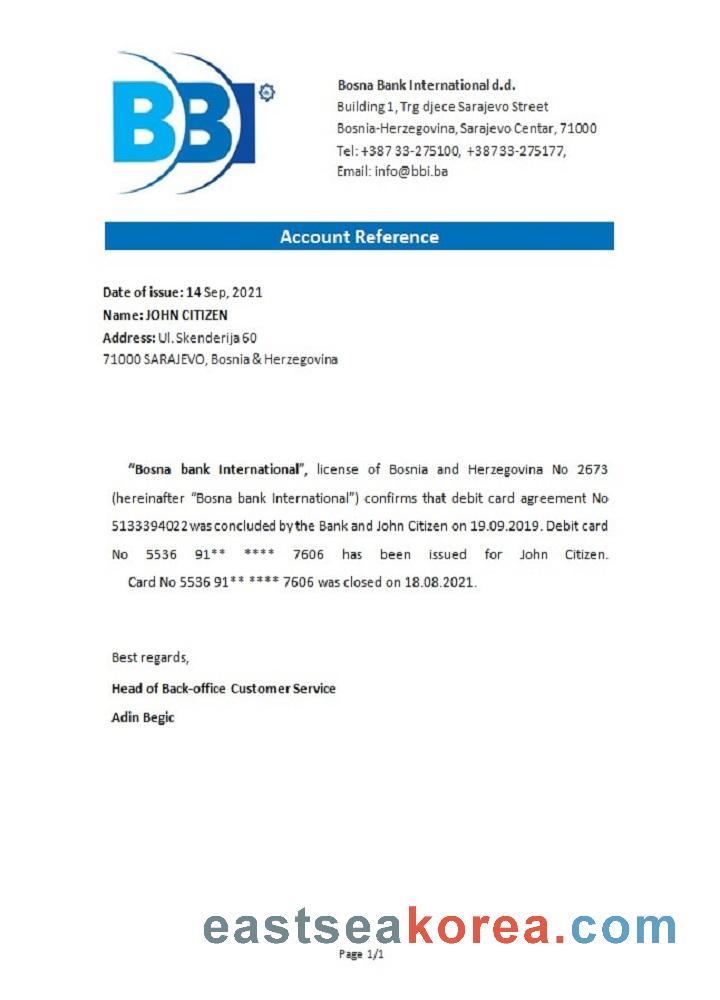 BBI
Bosna Bank International d.d.
Building 1, Trg djece Sarajevo Street
Bosnia-Herzegovina, Sarajevo Centar, 71000
Tel: +387 33-275100, +387 33-275177,
Email: info@bbi.ba
Account Reference
Date of issue: 14 Sep, 2021
Name: JOHN CITIZEN
Address: Ul. Skenderija 60
71000 SARAJEVO, Bosnia & Herzegovina
“Bosna bank International”, license of Bosnia and Herzegovina No 2673
(hereinafter “Bosna bank International”) confirms that debit card agreement No
5133394022 was concluded by the Bank and John Citizen on 19.09.2019. Debit card
No 5536 91** **** 7606 has been issued for John Citizen.
Card No 5536 91** **** 7606 was closed on 18.08.2021.
Best regards,
Head of Back-office Customer Service
Adin Begic
eastseakorea.com
Page 1/1